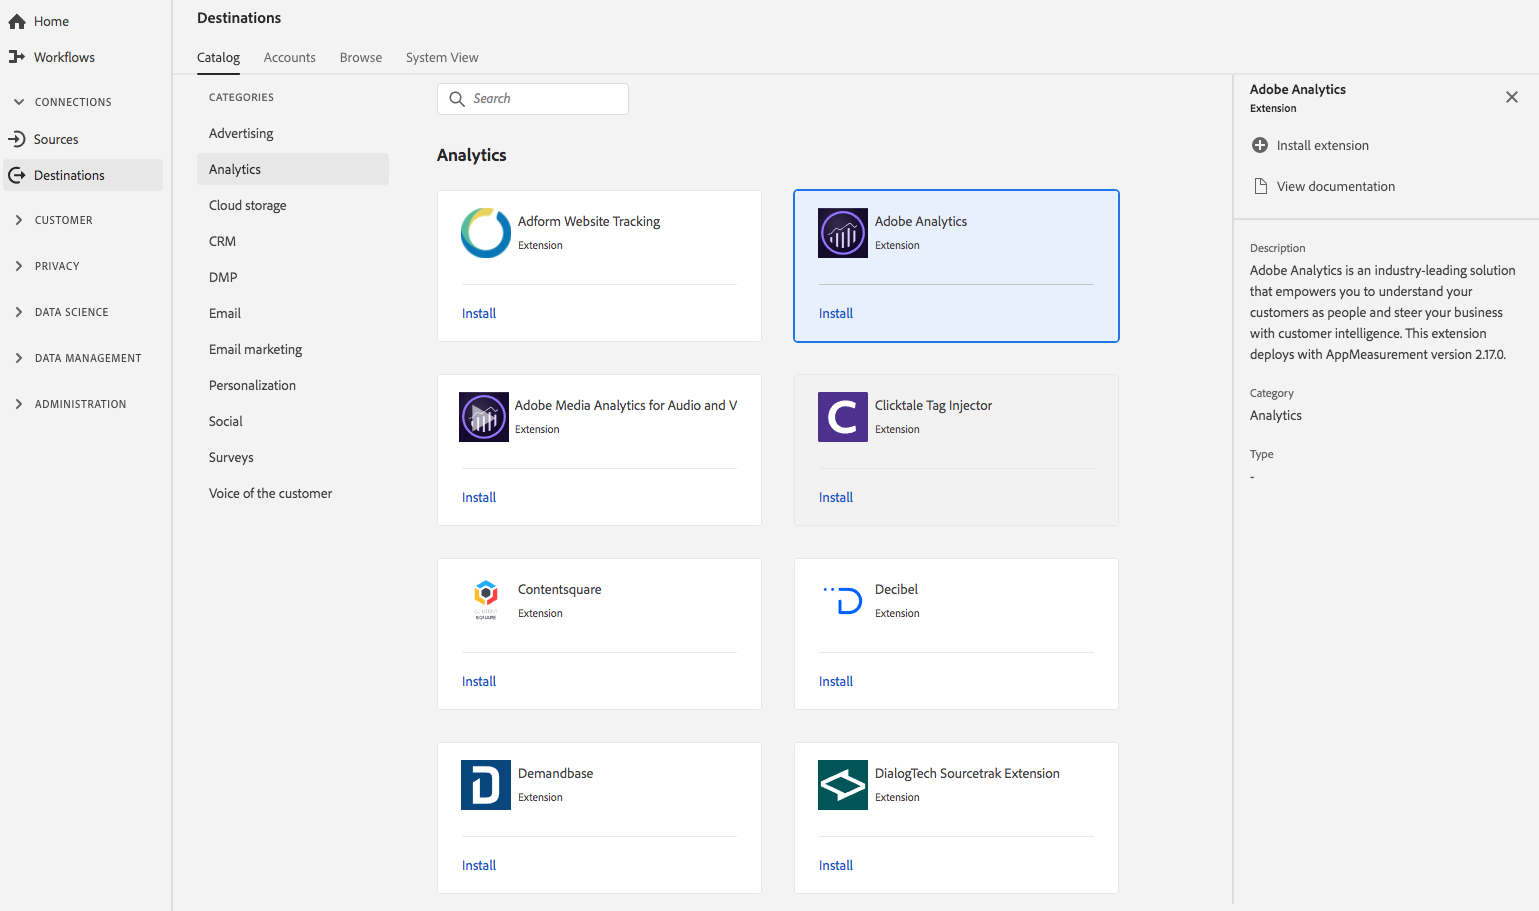 Home
Workflows
CONNECTIONS
Sources
Destinations
CUSTOMER
PRIVACY
DATA SCIENCE
DATA MANAGEMENT
ADMINISTRATION
Destinations
Catalog Accounts Browse System View
CATEGORIES
Advertising
Analytics
Cloud storage
CRM
DMP
Email
Email marketing
Personalization
Social
Surveys
Voice of the customer
Search
Analytics
Adform Website Tracking
Extension
Install
Adobe Analytics
Extension
Install
Adobe Media Analytics for Audio and V
Extension
Install
C
Clicktale Tag Injector
Extension
Install
SQUARE
Contentsquare
Extension
Install
D
Decibel
Extension
Install
D
Demandbase
Extension
Install
DialogTech Sourcetrak Extension
Extension
Install
Adobe Analytics
Extension
Install extension
View documentation
Description
Adobe Analytics is an industry-leading solution
that empowers you to understand your
customers as people and steer your business
with customer intelligence. This extension
deploys with AppMeasurement version 2.17.0.
Category
Analytics
Type
-